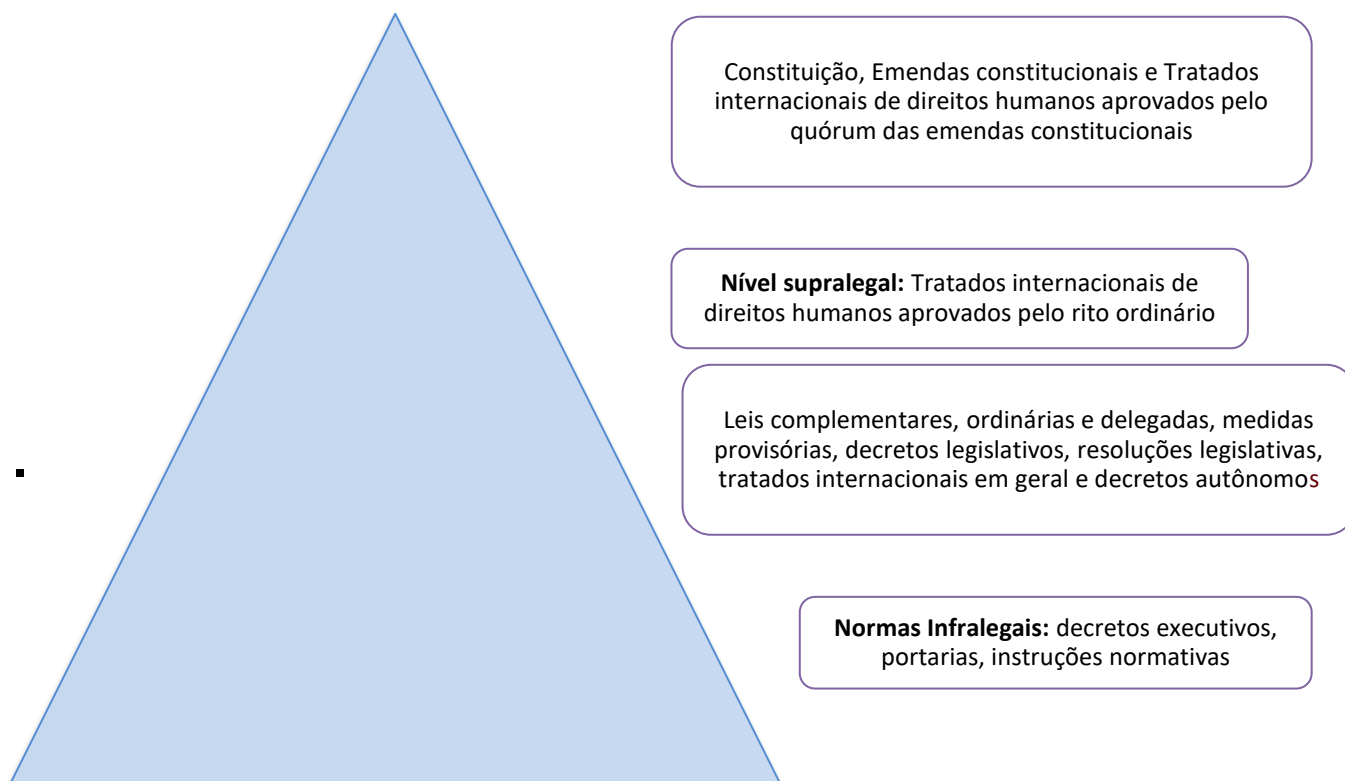 Constituição, Emendas constitucionais e Tratados
internacionais de direitos humanos aprovados pelo
quórum das emendas constitucionais
Nível supralegal: Tratados internacionais de
direitos humanos aprovados pelo rito ordinário
Leis complementares, ordinárias e delegadas, medidas
provisórias, decretos legislativos, resoluções legislativas,
tratados internacionais em geral e decretos autônomos
Normas Infralegais: decretos executivos,
portarias, instruções normativas